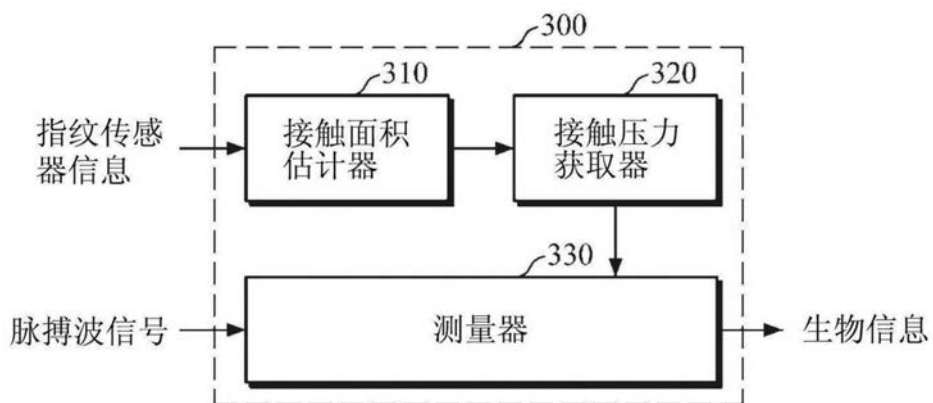 300
310
320
指纹传感
器信息
接触面积
估计器
接触压力
获取器
330
脉搏波信号
测量器
生物信息